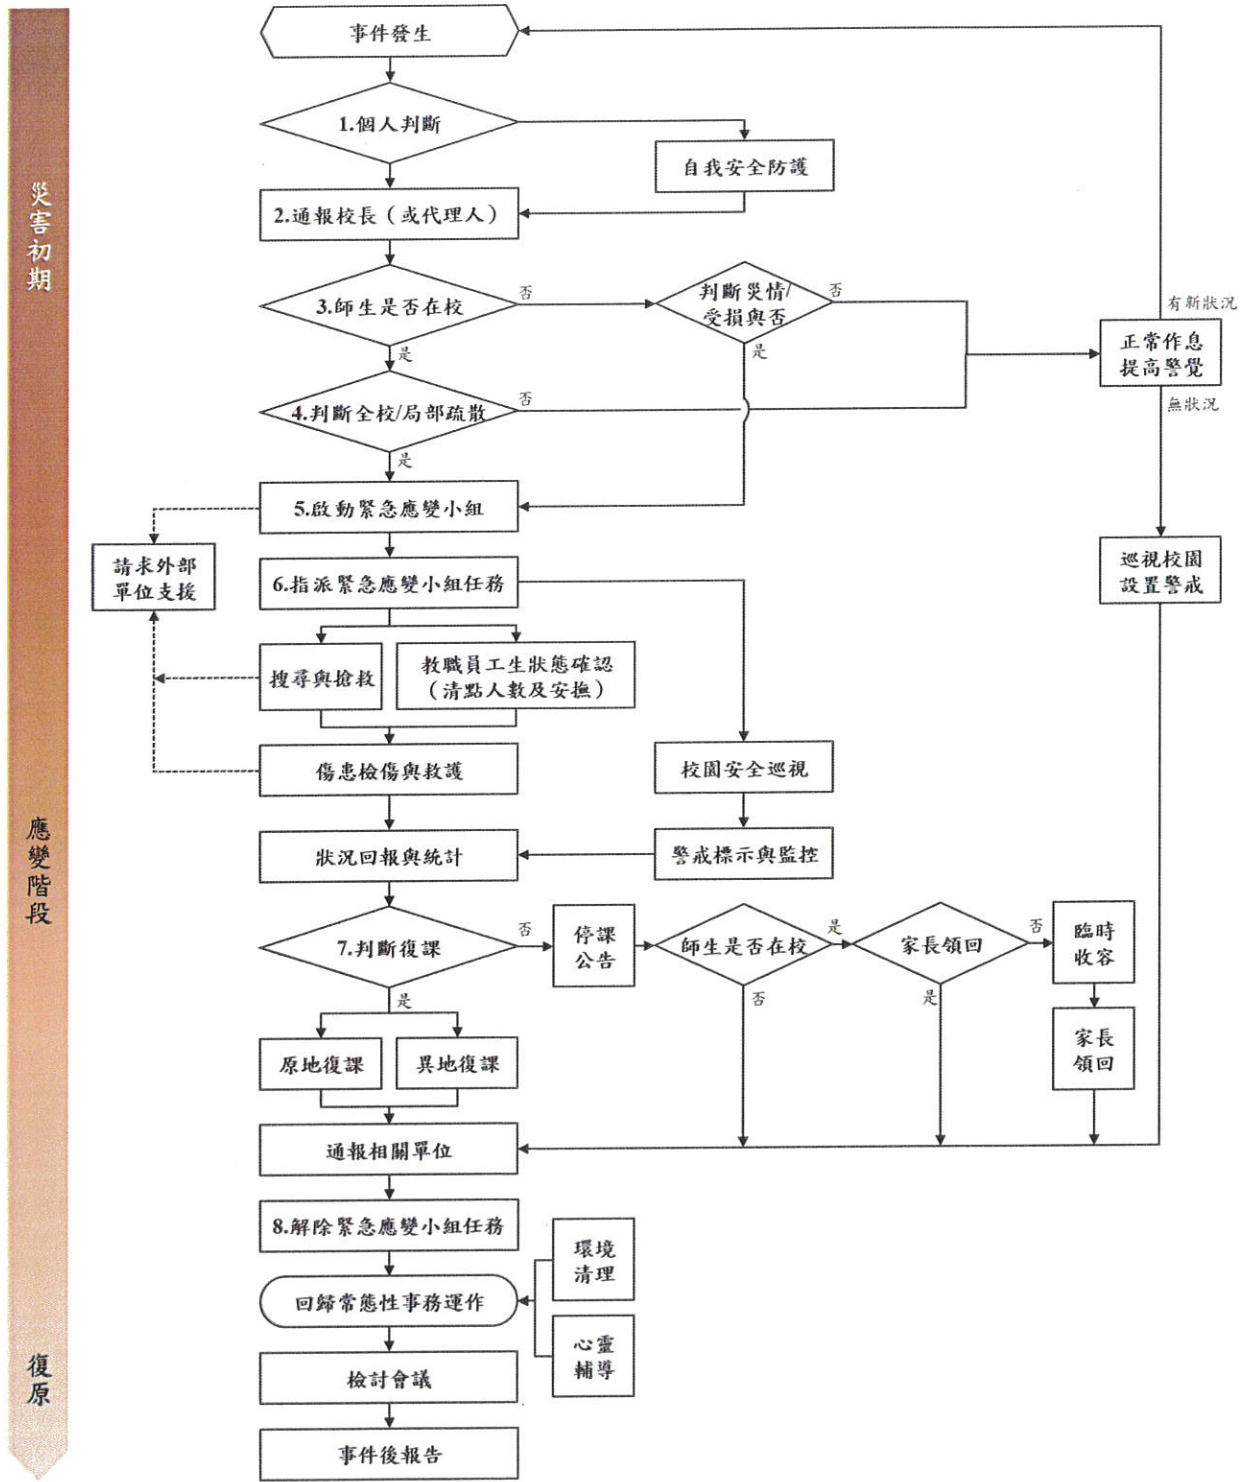 災害初期
應變階段
復原
事件發生
1.個人判斷
自我安全防護
2.通報校長（或代理人）
3.師生是否在校
否
判斷災情/
受損與否
否
有新狀況
正常作息
提高警覺
無狀況
是
是
4.判斷全校/局部疏散
否
是
5.啟動緊急應變小組
請求外部
單位支援
巡視校園
設置警戒
6.指派緊急應變小組任務
搜尋與搶救
教職員工生狀態確認
（清點人數及安撫）
傷患檢傷與救護
校園安全巡視
狀況回報與統計
警戒標示與監控
7.判斷復課
否
停課
公告
師生是否在校
是
家長領回
否
臨時
收容
是
否
是
家長
領回
原地復課
異地復課
通報相關單位
8.解除緊急應變小組任務
環境
清理
回歸常態性事務運作
心靈
輔導
檢討會議
事件後報告